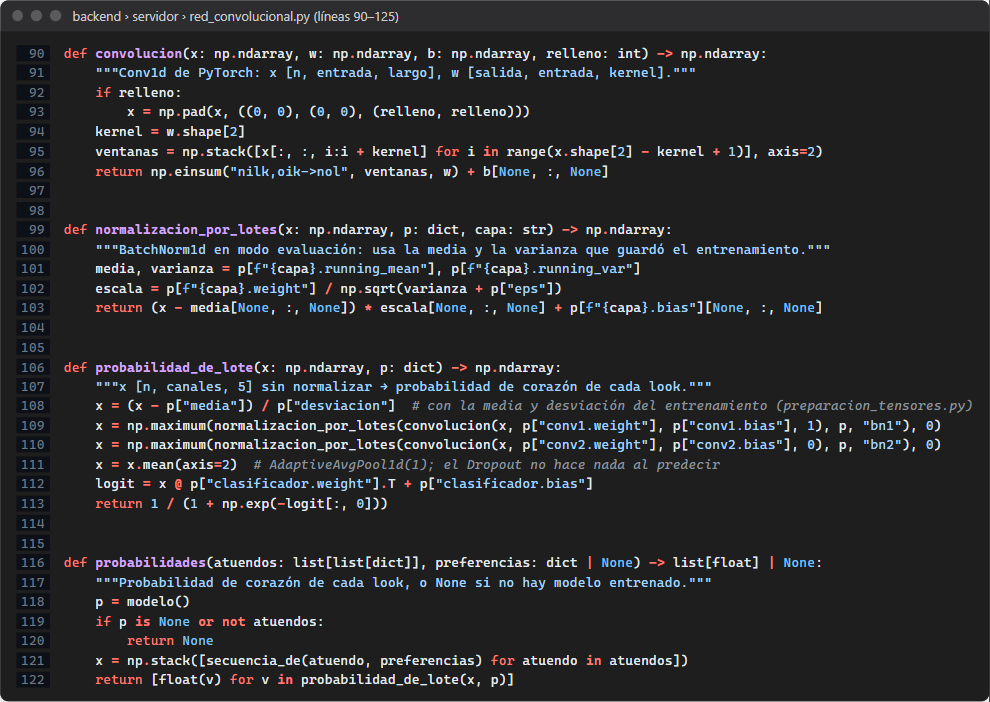 backend › servidor › red_convolucional.py (líneas 90–125)
90 def convolucion(x: np.ndarray, w: np.ndarray, b: np.ndarray, relleno: int) -> np.ndarray:
91     """Conv1d de PyTorch: x [n, entrada, largo], w [salida, entrada, kernel]."""
92     if relleno:
93         x = np.pad(x, ((0, 0), (0, 0), (relleno, relleno)))
94     kernel = w.shape[2]
95     ventanas = np.stack([x[:, :, i:i + kernel] for i in range(x.shape[2] - kernel + 1)], axis=2)
96     return np.einsum("nilk,oik->nol", ventanas, w) + b[None, :, None]
97
98
99 def normalizacion_por_lotes(x: np.ndarray, p: dict, capa: str) -> np.ndarray:
100     """BatchNorm1d en modo evaluación: usa la media y la varianza que guardó el entrenamiento."""
101     media, varianza = p[f"{capa}.running_mean"], p[f"{capa}.running_var"]
102     escala = p[f"{capa}.weight"] / np.sqrt(varianza + p["eps"])
103     return (x - media[None, :, None]) * escala[None, :, None] + p[f"{capa}.bias"][None, :, None]
104
105
106 def probabilidad_de_lote(x: np.ndarray, p: dict) -> np.ndarray:
107     """x [n, canales, 5] sin normalizar → probabilidad de corazón de cada look."""
108     x = (x - p["media"]) / p["desviacion"]  # con la media y desviación del entrenamiento (preparacion_tensores.py)
109     x = np.maximum(normalizacion_por_lotes(convolucion(x, p["conv1.weight"], p["conv1.bias"], 1), p, "bn1"), 0)
110     x = np.maximum(normalizacion_por_lotes(convolucion(x, p["conv2.weight"], p["conv2.bias"], 0), p, "bn2"), 0)
111     x = x.mean(axis=2)  # AdaptiveAvgPool1d(1); el Dropout no hace nada al predecir
112     logit = x @ p["clasificador.weight"].T + p["clasificador.bias"]
113     return 1 / (1 + np.exp(-logit[:, 0]))
114
115
116 def probabilidades(atuendos: list[list[dict]], preferencias: dict | None) -> list[float] | None:
117     """Probabilidad de corazón de cada look, o None si no hay modelo entrenado."""
118     p = modelo()
119     if p is None or not atuendos:
120         return None
121     x = np.stack([secuencia_de(atuendo, preferencias) for atuendo in atuendos])
122     return [float(v) for v in probabilidad_de_lote(x, p)]